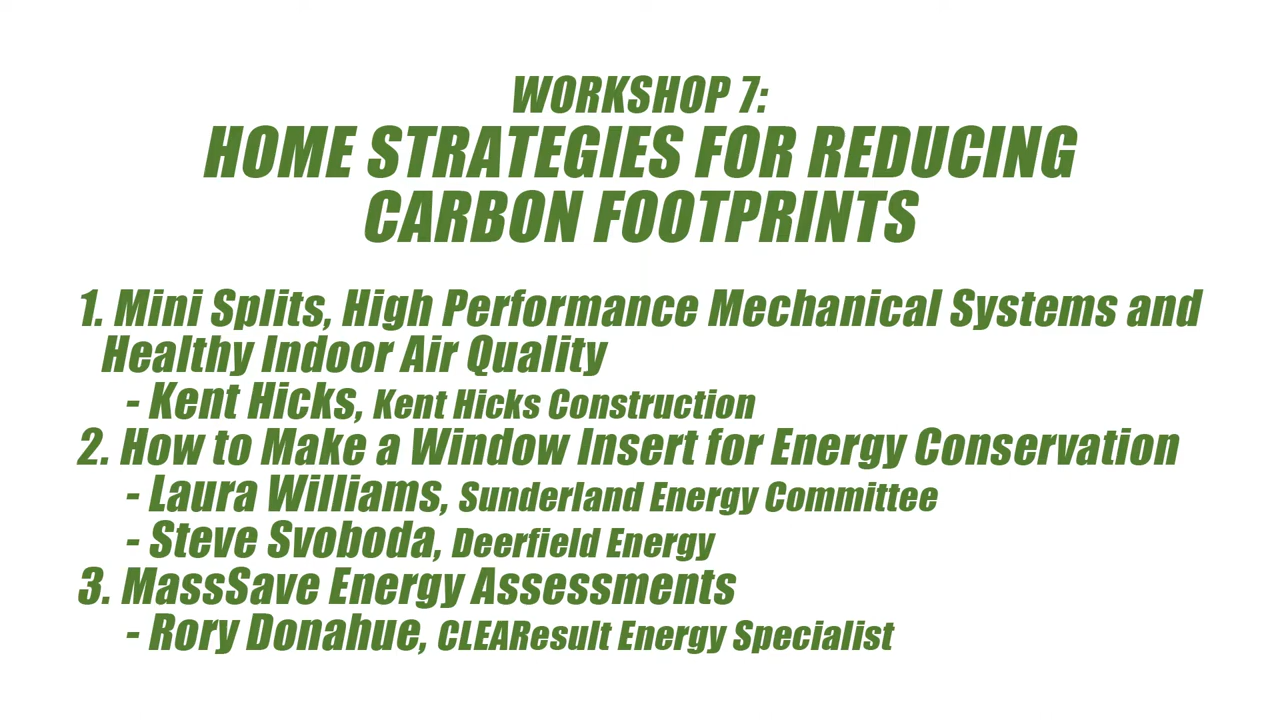 WORKSHOP 7:
HOME STRATEGIES FOR REDUCING
CARBON FOOTPRINTS
1. Mini Splits, High Performance Mechanical Systems and
Healthy Indoor Air Quality
- Kent Hicks, Kent Hicks Construction
2. How to Make a Window Insert for Energy Conservation
- Laura Williams, Sunderland Energy Committee
- Steve Svoboda, Deerfield Energy
3. MassSave Energy Assessments
- Rory Donahue, CLEAResult Energy Specialist